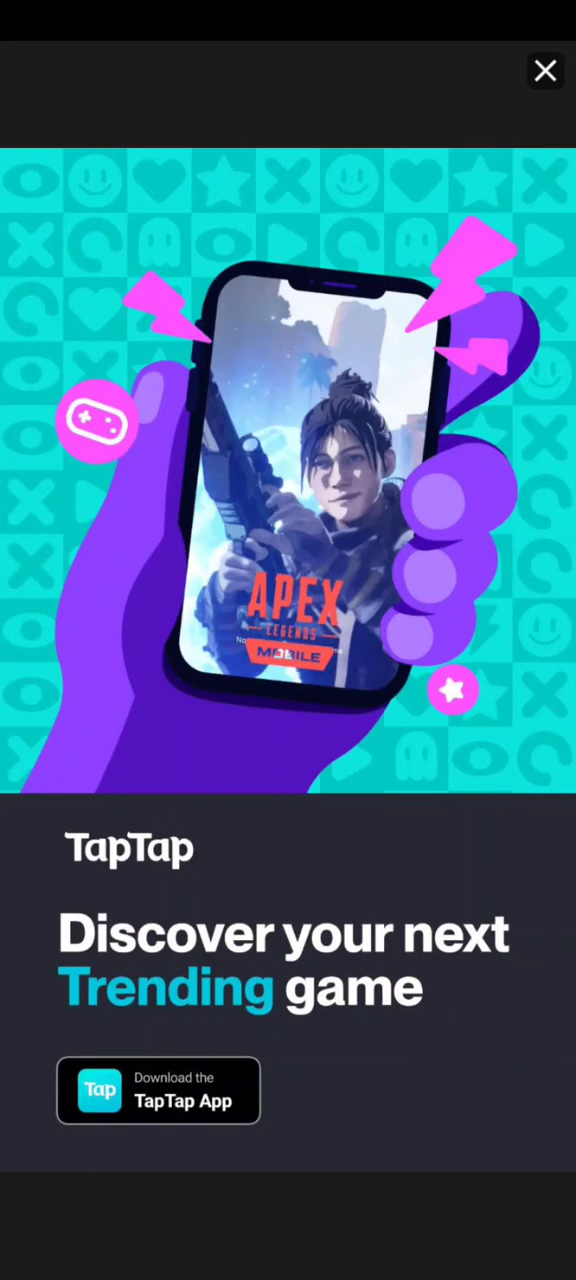 APEX
LEGENDS
MOBILE
TapTap
Discover your next
Trending game
Tap
Download the
TapTap App